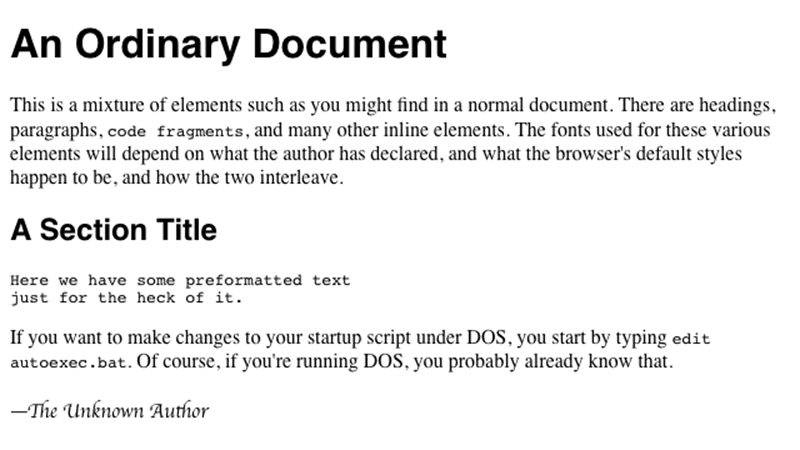 An Ordinary Document
This is a mixture of elements such as you might find in a normal document. There are headings,
paragraphs, code fragments, and many other inline elements. The fonts used for these various
elements will depend on what the author has declared, and what the browser's default styles
happen to be, and how the two interleave.
A Section Title
Here we have some preformatted text
just for the heck of it.
If you want to make changes to your startup script under DOS, you start by typing edit
autoexec.bat. Of course, if you're running DOS, you probably already know that.
—The Unknown Author